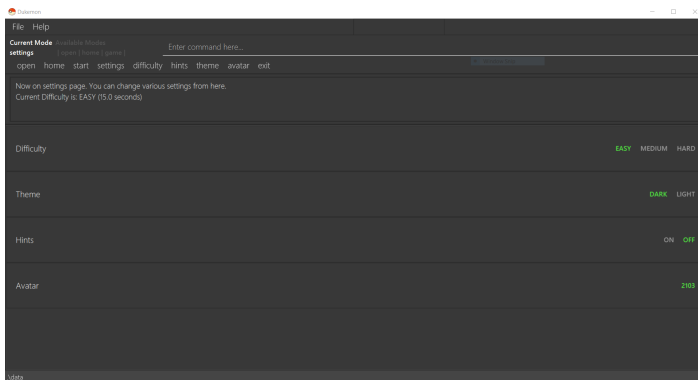 Dukemon
File Help
Current Mode Available Modes:
settings | open | home | game |
Enter command here...
open home start settings difficulty hints theme avatar exit
Now on settings page. You can change various settings from here.
Current Difficulty is: EASY (15.0 seconds)
Difficulty EASY MEDIUM HARD
Theme DARK LIGHT
Hints ON OFF
Avatar 2103
\data